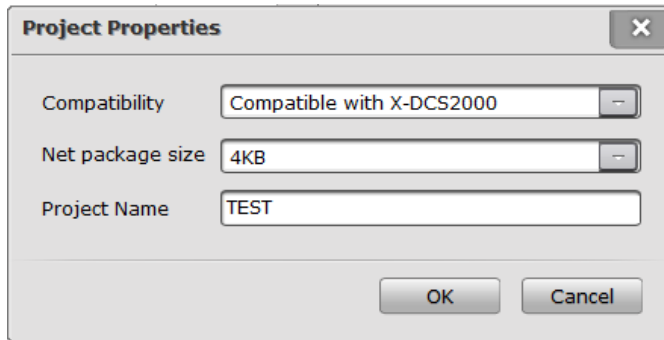 Project Properties
Compatibility Compatible with X-DCS2000
Net package size 4KB
Project Name TEST
OK Cancel